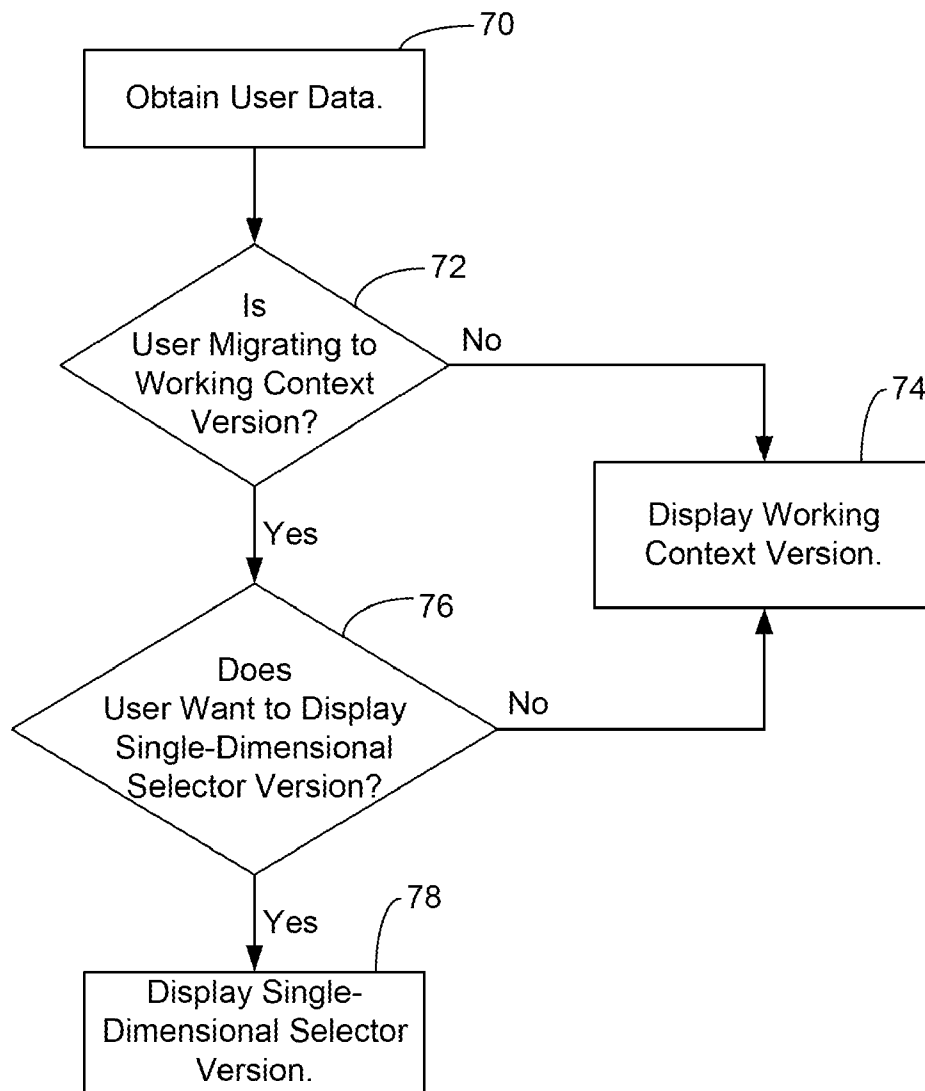 70
Obtain User Data.
72
Is
User Migrating to
Working Context
Version?
No
74
Display Working
Context Version.
Yes
76
Does
User Want to Display
Single-Dimensional
Selector Version?
No
Yes
78
Display Single-
Dimensional Selector
Version.